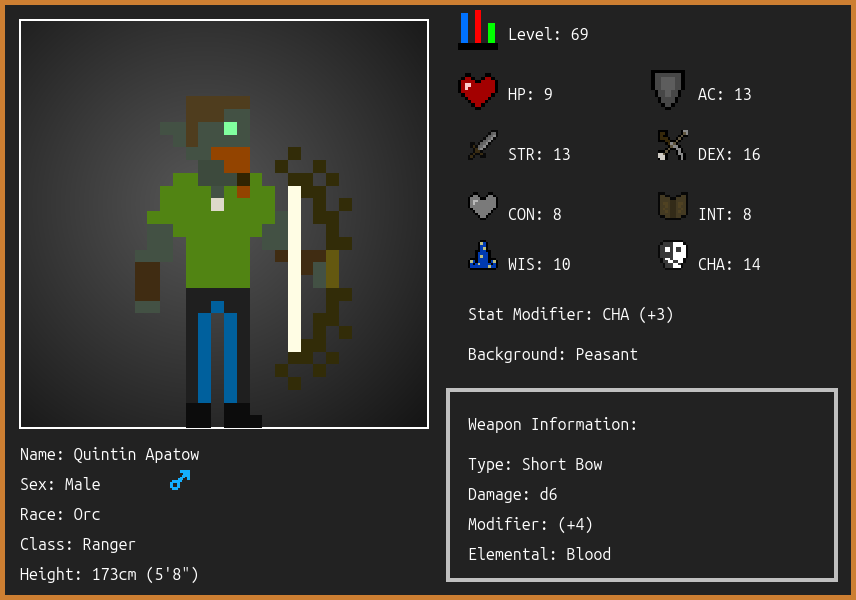 Level: 69
HP: 9
AC: 13
STR: 13
DEX: 16
CON: 8
INT: 8
WIS: 10
CHA: 14
Stat Modifier: CHA (+3)
Background: Peasant
Weapon Information:
Type: Short Bow
Damage: d6
Modifier: (+4)
Elemental: Blood
Name: Quintin Apatow
Sex: Male
Race: Orc
Class: Ranger
Height: 173cm (5'8")